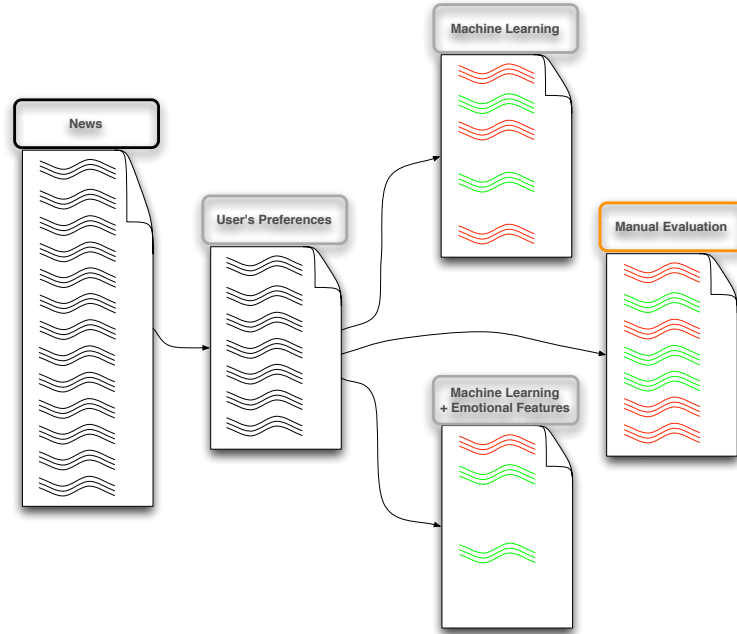 Machine Learning
News
User's Preferences
Manual Evaluation
Machine Learning
+ Emotional Features